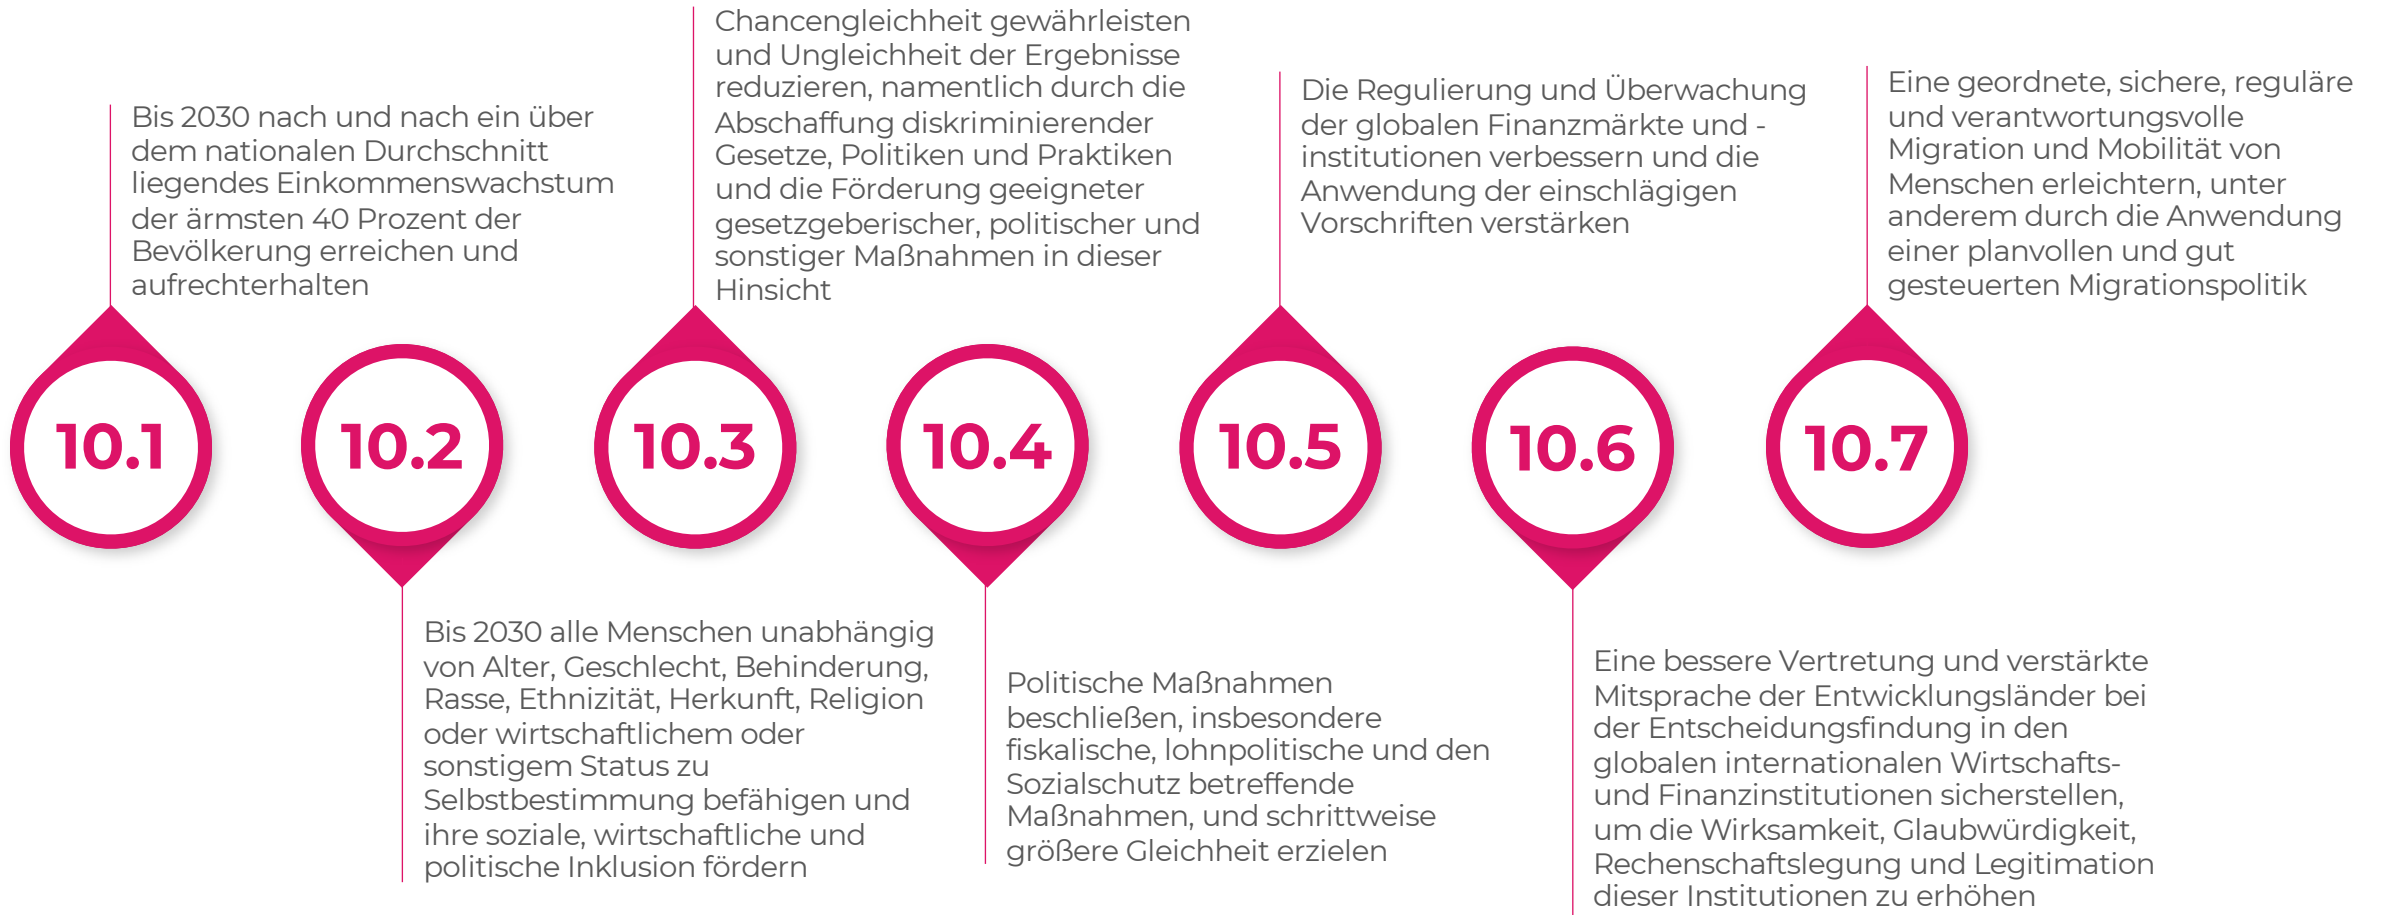 Bis 2030 nach und nach ein über
dem nationalen Durchschnitt
liegendes Einkommenswachstum
der ärmsten 40 Prozent der
Bevölkerung erreichen und
aufrechterhalten
10.1
10.2
Bis 2030 alle Menschen unabhängig
von Alter, Geschlecht, Behinderung,
Rasse, Ethnizität, Herkunft, Religion
oder wirtschaftlichem oder
sonstigem Status zu
Selbstbestimmung befähigen und
ihre soziale, wirtschaftliche und
politische Inklusion fördern
Chancengleichheit gewährleisten
und Ungleichheit der Ergebnisse
reduzieren, namentlich durch die
Abschaffung diskriminierender
Gesetze, Politiken und Praktiken
und die Förderung geeigneter
gesetzgeberischer, politischer und
sonstiger Maßnahmen in dieser
Hinsicht
10.3
10.4
Politische Maßnahmen
beschließen, insbesondere
fiskalische, lohnpolitische und den
Sozialschutz betreffende
Maßnahmen, und schrittweise
größere Gleichheit erzielen
Die Regulierung und Überwachung
der globalen Finanzmärkte und -
institutionen verbessern und die
Anwendung der einschlägigen
Vorschriften verstärken
10.5
10.6
Eine bessere Vertretung und verstärkte
Mitsprache der Entwicklungsländer bei
der Entscheidungsfindung in den
globalen internationalen Wirtschafts-
und Finanzinstitutionen sicherstellen,
um die Wirksamkeit, Glaubwürdigkeit,
Rechenschaftslegung und Legitimation
dieser Institutionen zu erhöhen
Eine geordnete, sichere, reguläre
und verantwortungsvolle
Migration und Mobilität von
Menschen erleichtern, unter
anderem durch die Anwendung
einer planvollen und gut
gesteuerten Migrationspolitik
10.7